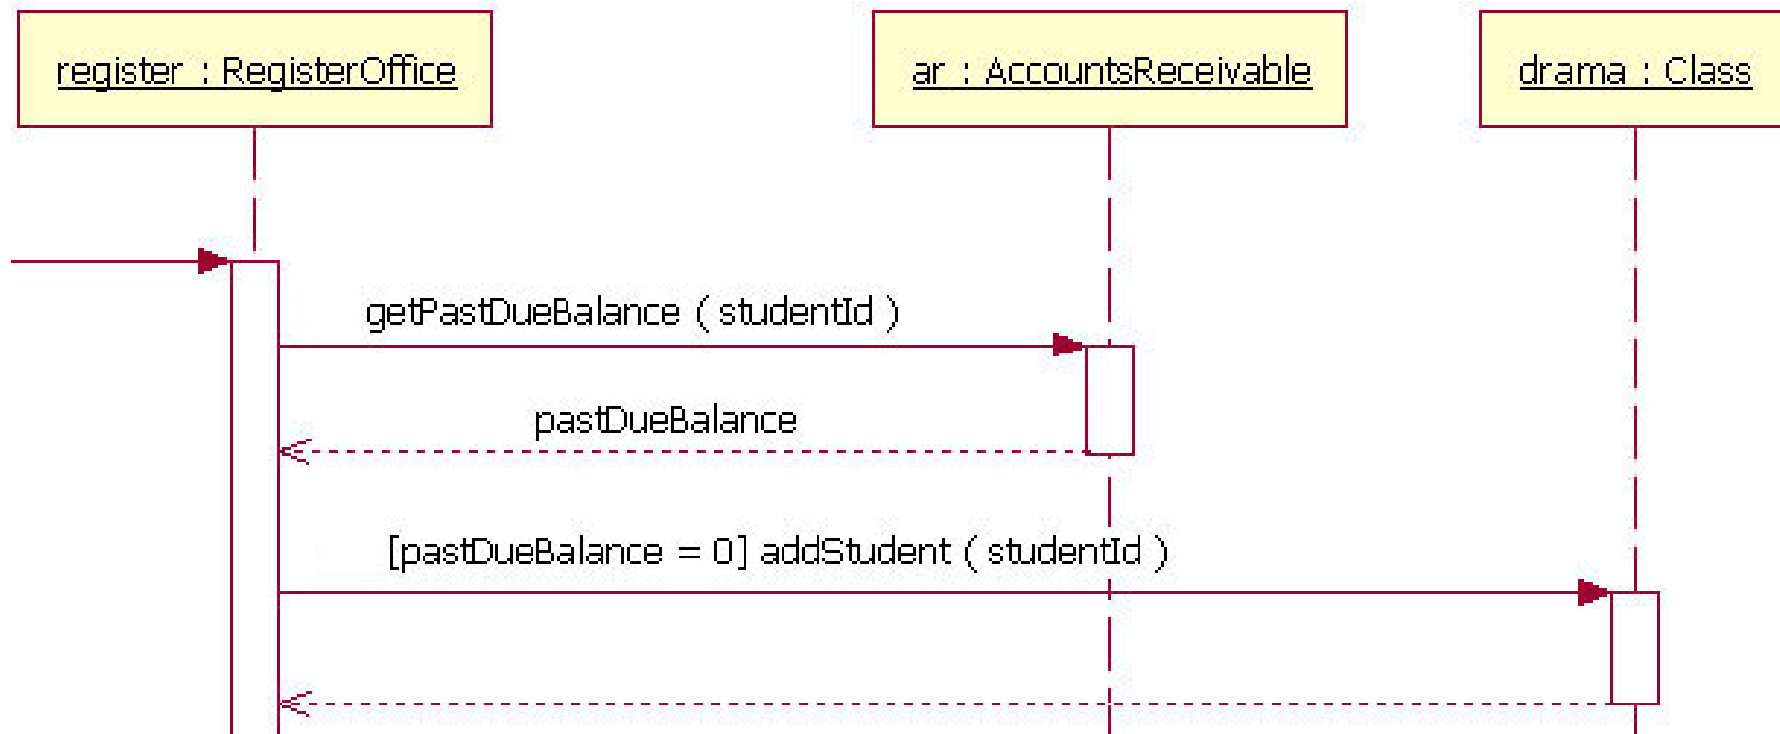 register : RegisterOffice
ar : AccountsReceivable
drama : Class
getPastDueBalance ( studentId )
pastDueBalance
[pastDueBalance = 0] addStudent ( studentId )